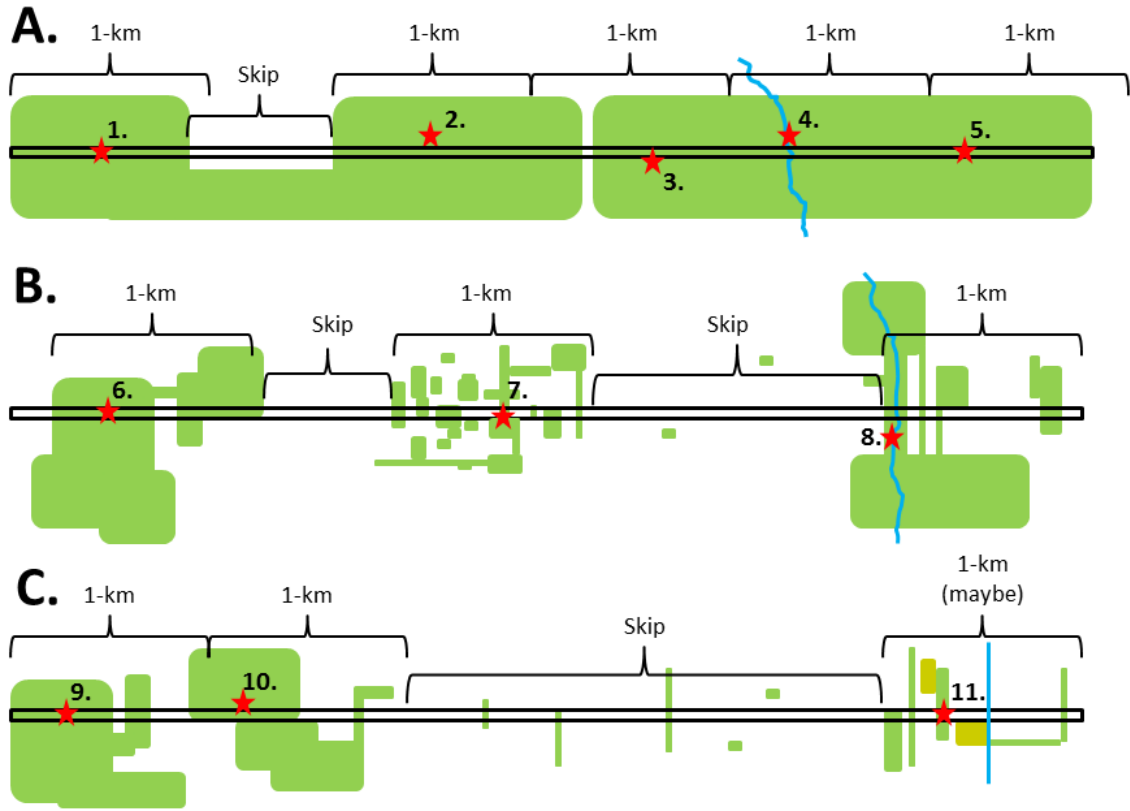 A.
1-km
1-km
1-km
1-km
1-km
Skip
1.
2.
3.
4.
5.
B.
1-km
Skip
1-km
Skip
1-km
6.
7.
8.
C.
1-km
1-km
Skip
1-km
(maybe)
9.
10.
11.